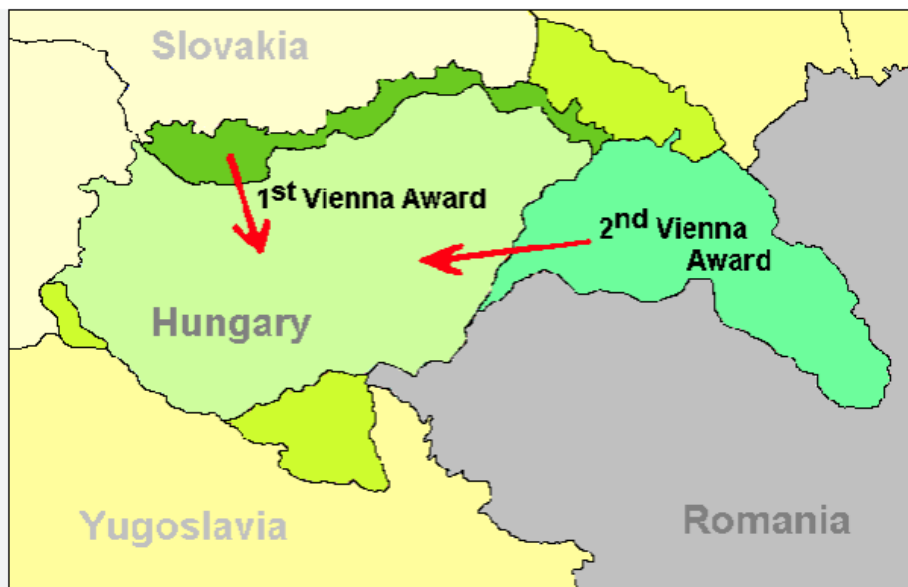 Slovakia
1st Vienna Award
2nd Vienna
Award
Hungary
Yugoslavia
Romania